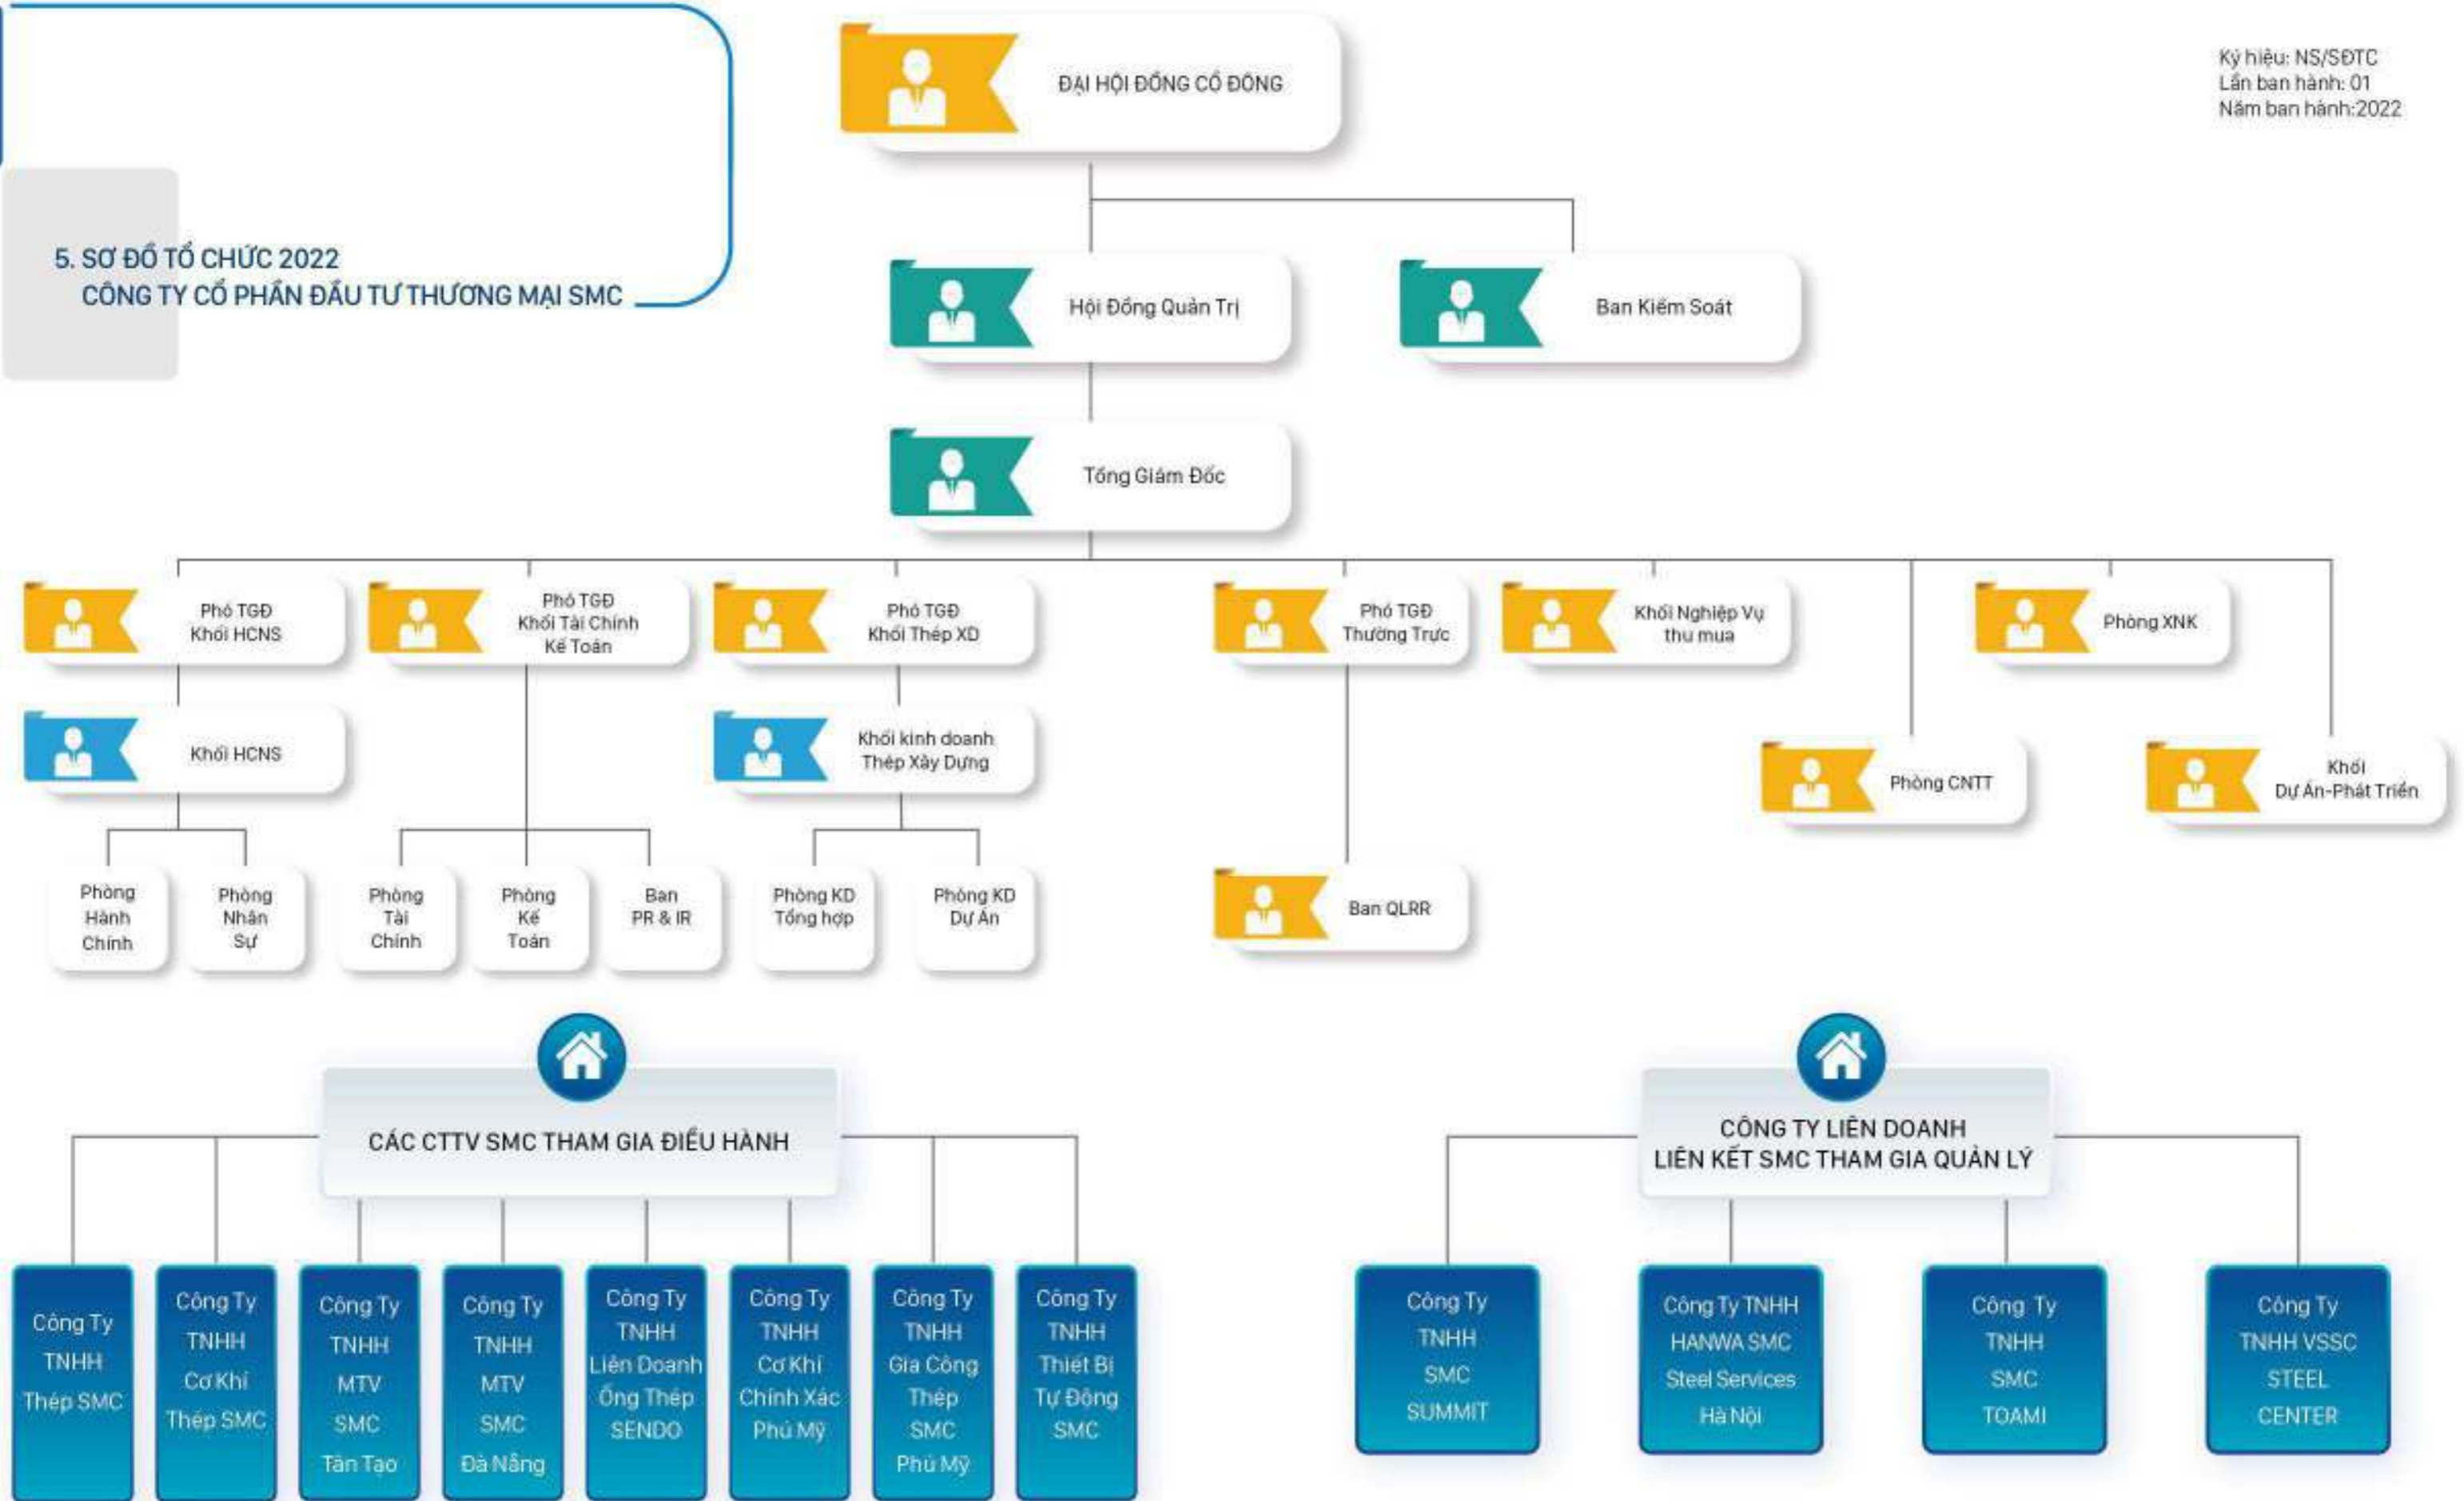 ĐẠI HỘI ĐỒNG CỔ ĐÔNG
Ký hiệu: NS/SĐTC
Lần ban hành: 01
Năm ban hành:2022
5. SƠ ĐỒ TỔ CHỨC 2022
CÔNG TY CỔ PHẦN ĐẦU TƯ THƯƠNG MẠI SMC
Hội Đồng Quản Trị
Ban Kiểm Soát
Tổng Giám Đốc
Phó TGĐ
Khối HCNS
Phó TGĐ
Khối Tài Chính
Kế Toán
Phó TGĐ
Khối Thép XD
Phó TGĐ
Thường Trực
Khối Nghiệp Vụ
thu mua
Phòng XNK
Khối HCNS
Khối kinh doanh
Thép Xây Dựng
Phòng CNTT
Khối
Dự Án-Phát Triển
Phòng
Hành
Chính
Phòng
Nhân
Sự
Phòng
Tài
Chính
Phòng
Kế
Toán
Ban
PR & IR
Phòng KD
Tổng hợp
Phòng KD
Dự Án
Ban QLRR
CÁC CTTV SMC THAM GIA ĐIỀU HÀNH
CÔNG TY LIÊN DOANH
LIÊN KẾT SMC THAM GIA QUẢN LÝ
Công Ty
TNHH
Thép SMC
Công Ty
TNHH
Cơ Khí
Thép SMC
Công Ty
TNHH
MTV
SMC
Tân Tạo
Công Ty
TNHH
MTV
SMC
Đà Nẵng
Công Ty
TNHH
Liên Doanh
Ống Thép
SENDO
Công Ty
TNHH
Cơ Khí
Chính Xác
Phú Mỹ
Công Ty
TNHH
Gia Công
Thép
SMC
Phú Mỹ
Công Ty
TNHH
Thiết Bị
Tự Động
SMC
Công Ty
TNHH
SMC
SUMMIT
Công Ty TNHH
HANWA SMC
Steel Services
Hà Nội
Công Ty
TNHH
SMC
TOAMI
Công Ty
TNHH VSSC
STEEL
CENTER